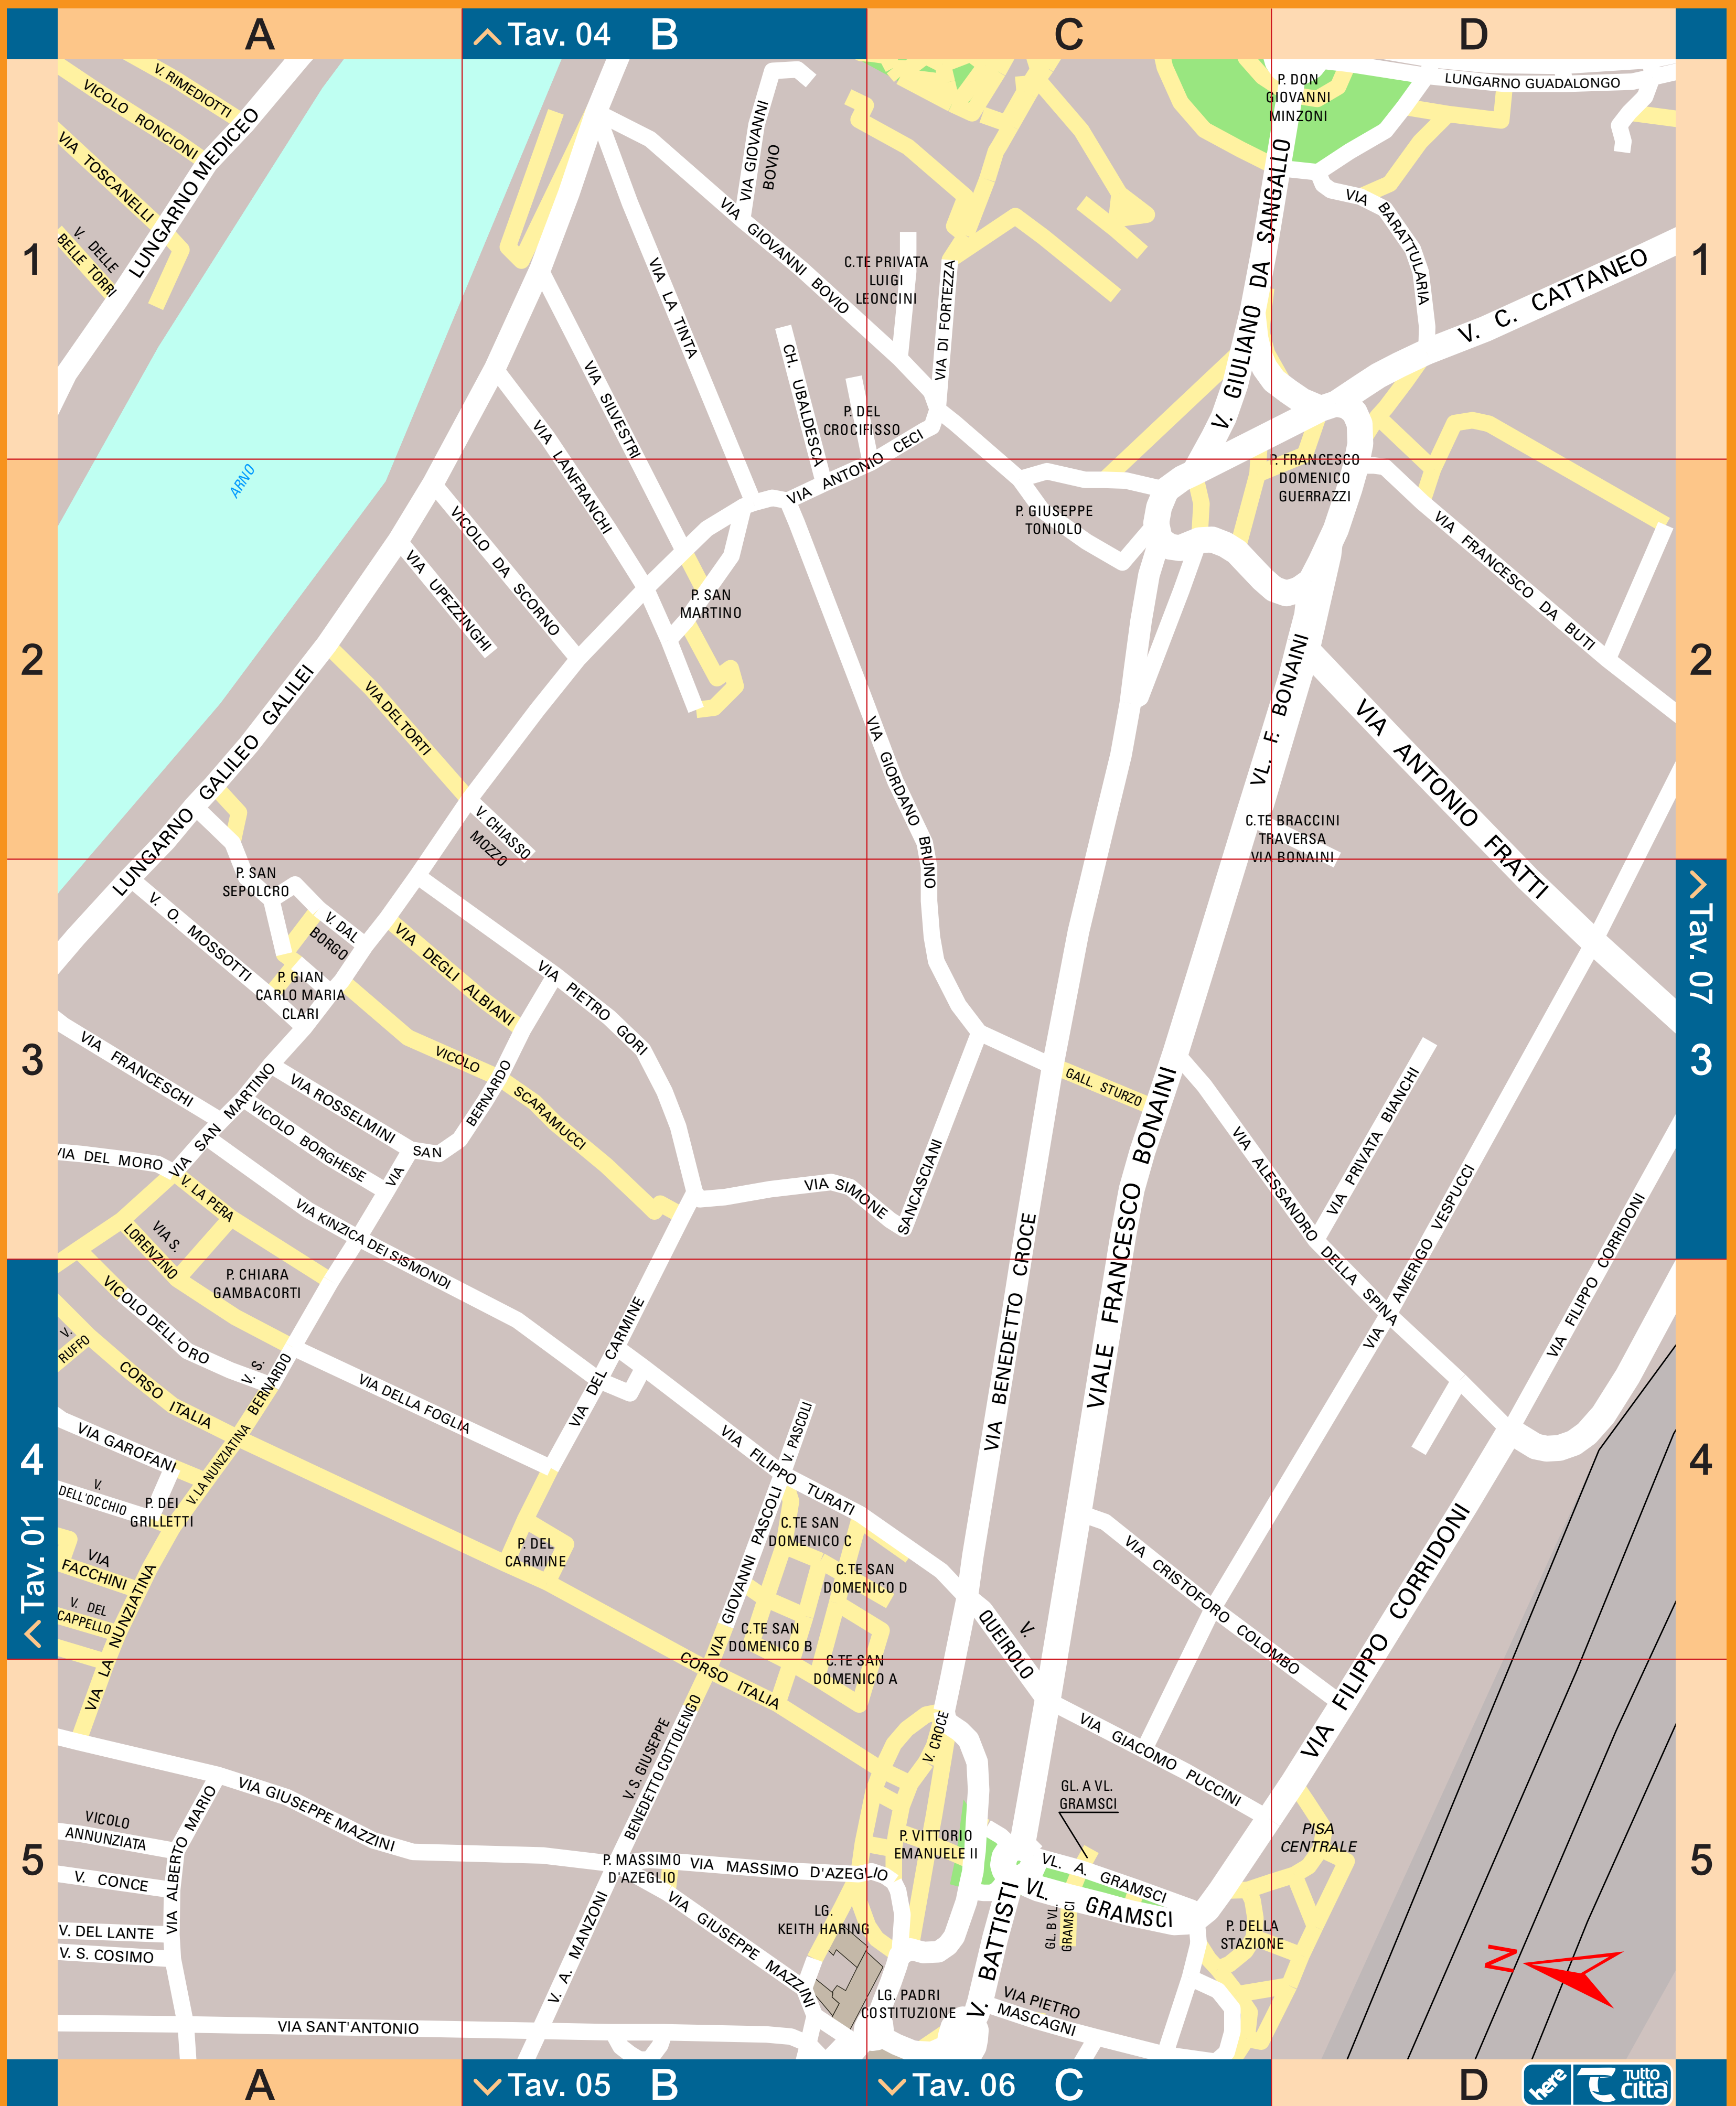 A
Tav. 04
B
C
D
1
V. RIMEDIOTTI
VICOLO RONCIONI
VIA TOSCANELLI
LUNGARNO MEDICEO
V. DELLE
BELLE TORRI
VIA GIOVANNI
BOVIO
VIA GIOVANNI BOVIO
VIA LA TINTA
C.TE PRIVATA
LUIGI
LEONCINI
VIA DI FORTEZZA
P. DON
GIOVANNI
MINZONI
LUNGARNO GUADALONGO
V. GIULIANO DA SANGALLO
VIA BARATTULARIA
V. C. CATTANEO
1
VIA SILVESTRI
CH. UBALDESCA
P. DEL
CROCIFISSO
VIA ANTONIO CECI
VIA LANFRANCHI
ARNO
2
VICOLO DA SCORNO
VIA UPEZZINGHI
P. SAN
MARTINO
P. GIUSEPPE
TONIOLO
P. FRANCESCO
DOMENICO
GUERRAZZI
VIA FRANCESCO DA BUTI
2
LUNGARNO GALILEO GALILEI
VIA DEL TORTI
VIA GIORDANO BRUNO
VL. F. BONAINI
VIA ANTONIO FRATTI
V. CHIASSO
MOZZO
C.TE BRACCINI
TRAVERSA
VIA BONAINI
3
P. SAN
SEPOLCRO
V. O. MOSSOTTI
V. DAL
BORGO
P. GIAN
CARLO MARIA
CLARI
VIA DEGLI ALBIANI
VIA PIETRO GORI
VICOLO SCARAMUCCI
VIA SAN BERNARDO
VIA FRANCESCHI
VIA SAN MARTINO
VIA ROSSELMINI
VICOLO BORGHESE
VIA DEL MORO
V. LA PERA
VIA S.
LORENZINO
VIA KINZICA DEI SISMONDI
VIA SIMONE
SANCASCIANI
GALL. STURZO
VIALE FRANCESCO BONAINI
VIA BENEDETTO CROCE
VIA ALESSANDRO DELLA SPINA
VIA PRIVATA BIANCHI
VIA AMERIGO VESPUCCI
VIA FILIPPO CORRIDONI
Tav. 07
3
4
Tav. 01
P. CHIARA
GAMBACORTI
VICOLO DELL'ORO
V.
RUFFO
CORSO ITALIA
V. S.
BERNARDO
VIA DELLA FOGLIA
VIA DEL CARMINE
VIA GAROFANI
V.
DELL'OCCHIO
P. DEI
GRILLETTI
V. LA NUNZIATINA
VIA
FACCHINI
V. DEL
CAPPELLO
VIA LA NUNZIATINA
P. DEL
CARMINE
VIA FILIPPO TURATI
V. PASCOLI
VIA GIOVANNI PASCOLI
C.TE SAN
DOMENICO C
C.TE SAN
DOMENICO D
C.TE SAN
DOMENICO B
C.TE SAN
DOMENICO A
CORSO ITALIA
V.
QUEIROLO
VIA CRISTOFORO COLOMBO
VIA FILIPPO CORRIDONI
4
5
VIA GIUSEPPE MAZZINI
VICOLO
ANNUNZIATA
V. CONCE
VIA ALBERTO MARIO
V. DEL LANTE
V. S. COSIMO
VIA SANT'ANTONIO
V. S. GIUSEPPE
BENEDETTO COTTOLENGO
P. MASSIMO
D'AZEGLIO
VIA MASSIMO D'AZEGLIO
VIA GIUSEPPE MAZZINI
V. A. MANZONI
LG.
KEITH HARING
LG. PADRI
COSTITUZIONE
V. CROCE
P. VITTORIO
EMANUELE II
VIA GIACOMO PUCCINI
GL. A VL.
GRAMSCI
VL. A. GRAMSCI
VL. GRAMSCI
GL. B VL.
GRAMSCI
V. BATTISTI
VIA PIETRO
MASCAGNI
PISA
CENTRALE
P. DELLA
STAZIONE
N
5
A
Tav. 05
B
Tav. 06
C
D
here
TUTTO
città